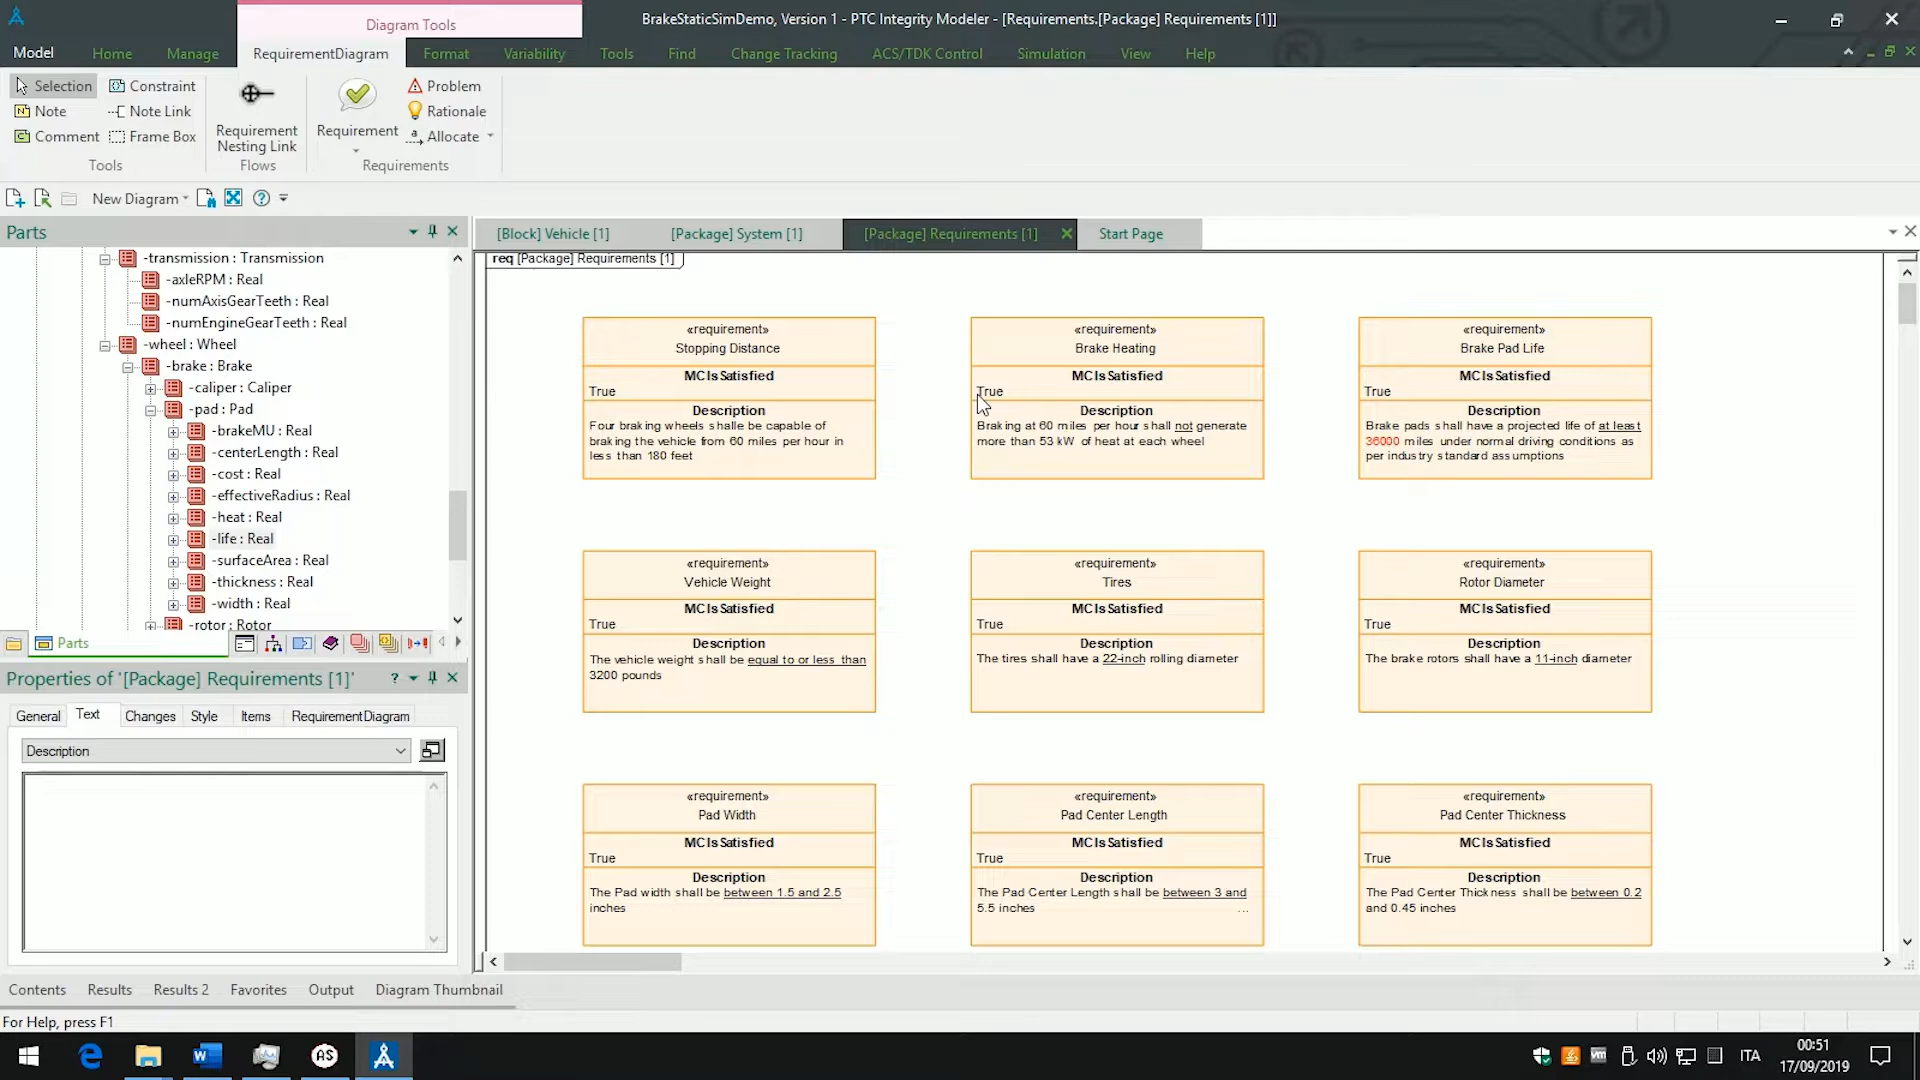 Diagram Tools
BrakeStaticSimDemo, Version 1 - PTC Integrity Modeler - [Requirements.[Package] Requirements [1]]
Model
Home
Manage
RequirementDiagram
Format
Variability
Tools
Find
Change Tracking
ACS/TDK Control
Simulation
View
Help
Selection
Constraint
Note
Note Link
Comment
Frame Box
Tools
Requirement
Nesting Link
Flows
Requirement
Problem
Rationale
Allocate
Requirements
New Diagram
Parts
-transmission : Transmission
-axleRPM : Real
-numAxisGearTeeth : Real
-numEngineGearTeeth : Real
-wheel : Wheel
-brake : Brake
-caliper : Caliper
-pad : Pad
-brakeMU : Real
-centerLength : Real
-cost : Real
-effectiveRadius : Real
-heat : Real
-life : Real
-surfaceArea : Real
-thickness : Real
-width : Real
-rotor : Rotor
Parts
Properties of '[Package] Requirements [1]'
General
Text
Changes
Style
Items
RequirementDiagram
Description
[Block] Vehicle [1]
[Package] System [1]
[Package] Requirements [1]
Start Page
req [Package] Requirements [1]
«requirement»
Stopping Distance
MCIsSatisfied
True
Description
Four braking wheels shalle be capable of
braking the vehicle from 60 miles per hour in
less than 180 feet
«requirement»
Brake Heating
MCIsSatisfied
True
Description
Braking at 60 miles per hour shall not generate
more than 53 kW of heat at each wheel
«requirement»
Brake Pad Life
MCIsSatisfied
True
Description
Brake pads shall have a projected life of at least
36000 miles under normal driving conditions as
per industry standard assumptions
«requirement»
Vehicle Weight
MCIsSatisfied
True
Description
The vehicle weight shall be equal to or less than
3200 pounds
«requirement»
Tires
MCIsSatisfied
True
Description
The tires shall have a 22-inch rolling diameter
«requirement»
Rotor Diameter
MCIsSatisfied
True
Description
The brake rotors shall have a 11-inch diameter
«requirement»
Pad Width
MCIsSatisfied
True
Description
The Pad width shall be between 1.5 and 2.5
inches
«requirement»
Pad Center Length
MCIsSatisfied
True
Description
The Pad Center Length shall be between 3 and
5.5 inches ...
«requirement»
Pad Center Thickness
MCIsSatisfied
True
Description
The Pad Center Thickness shall be between 0.2
and 0.45 inches
Contents
Results
Results 2
Favorites
Output
Diagram Thumbnail
For Help, press F1
AS
ITA
00:51
17/09/2019